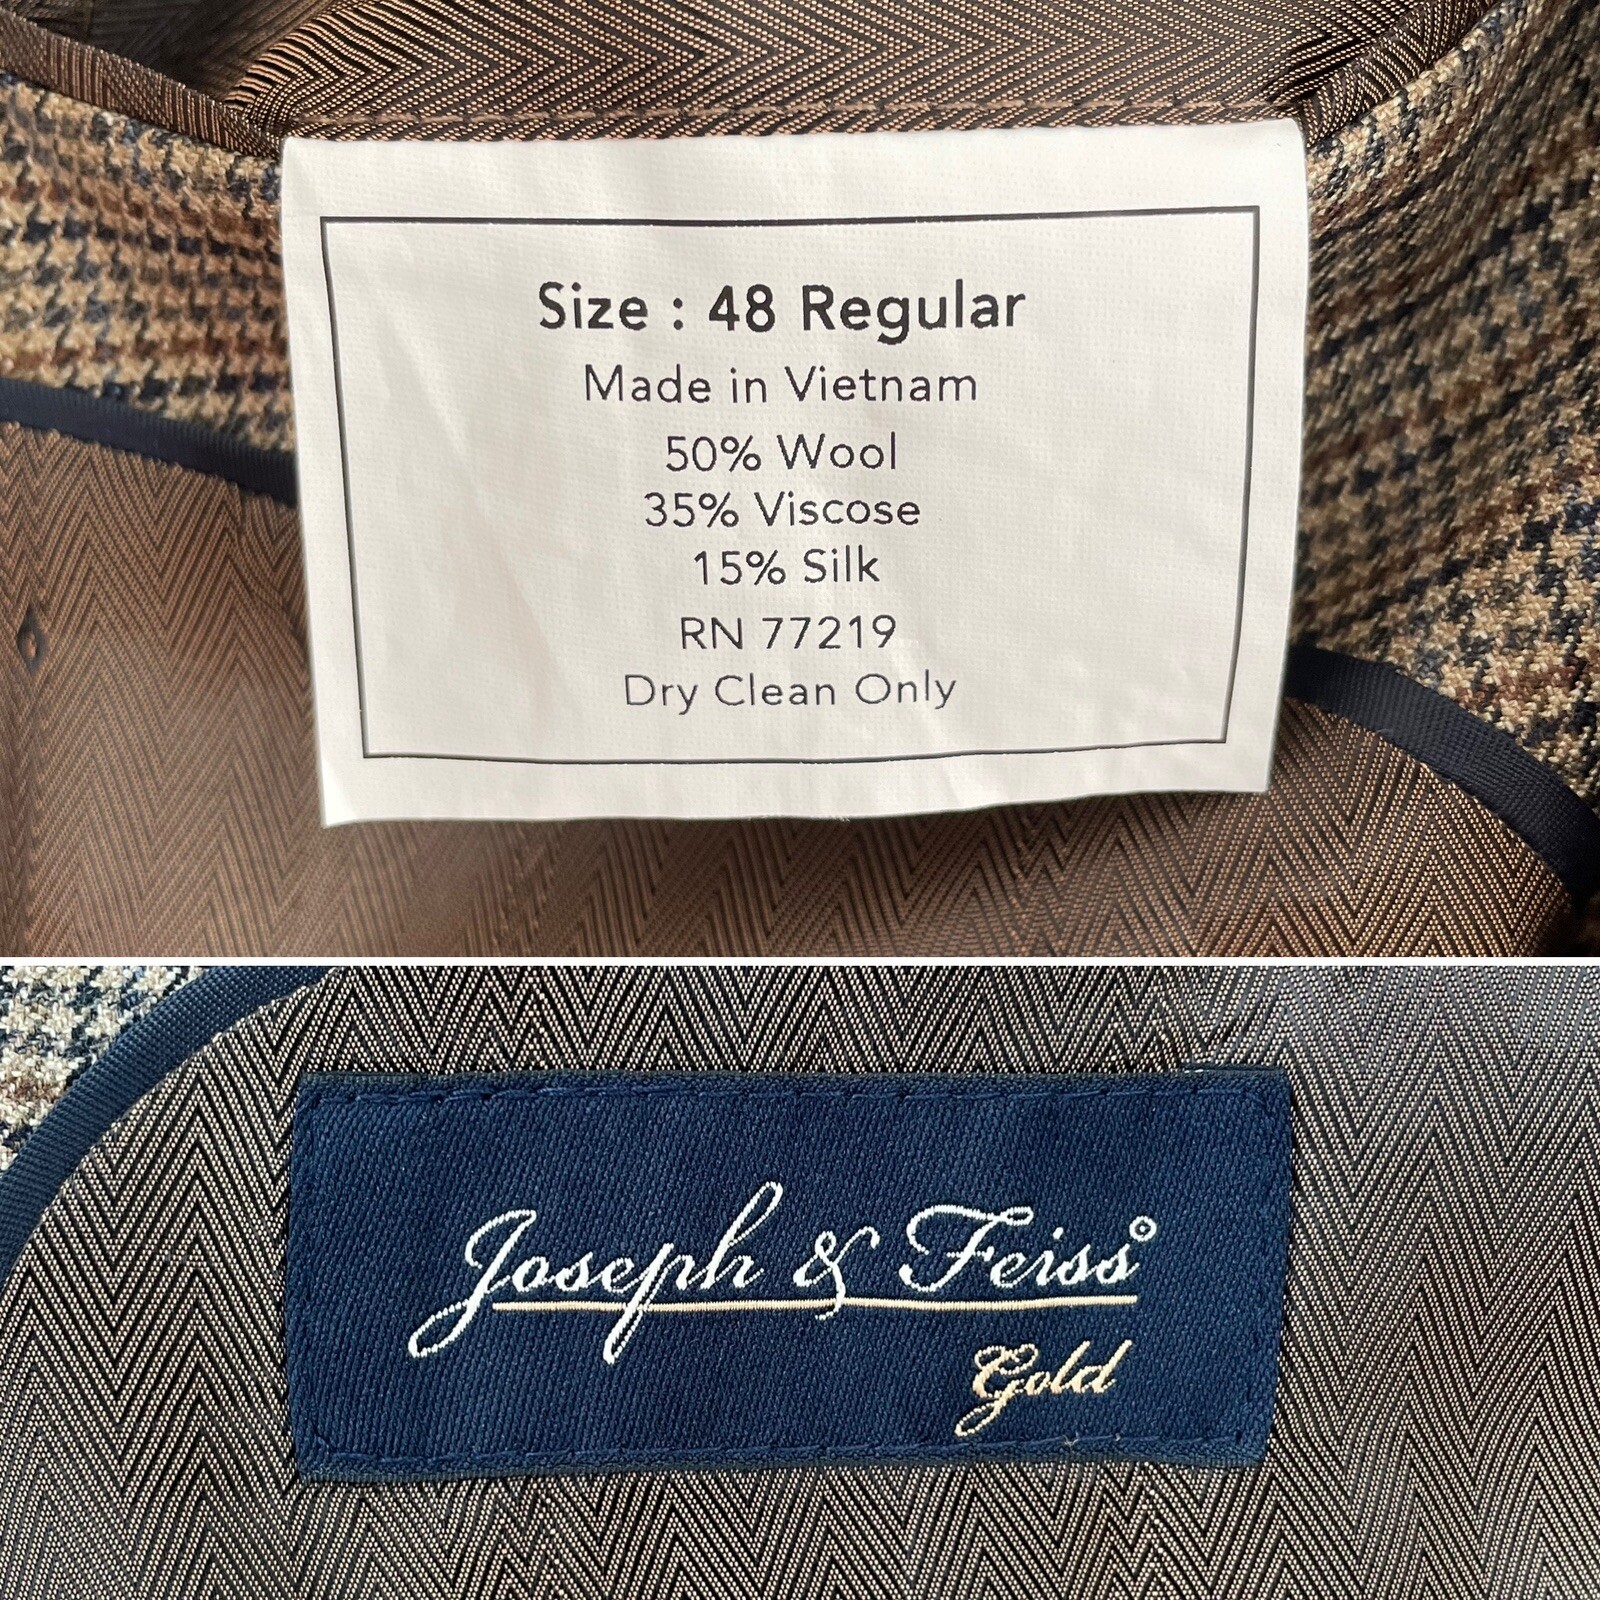 Size : 48 Regular
Made in Vietnam
50% Wool
35% Viscose
15% Silk
RN 77219
Dry Clean Only
Joseph & Feiss
Gold